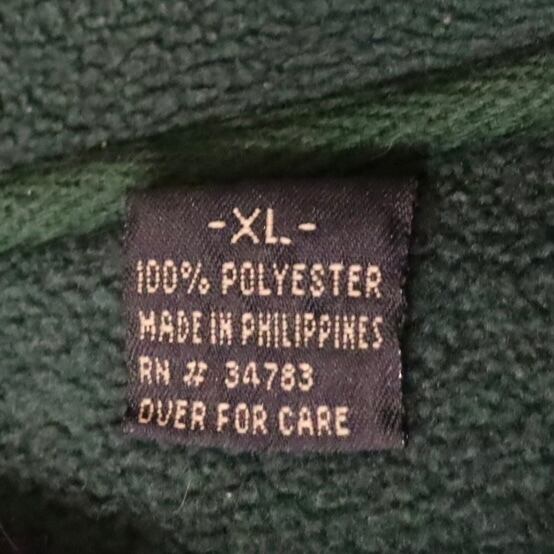 -XL-
100% POLYESTER
MADE IN PHILIPPINES
RN # 34783
OVER FOR CARE